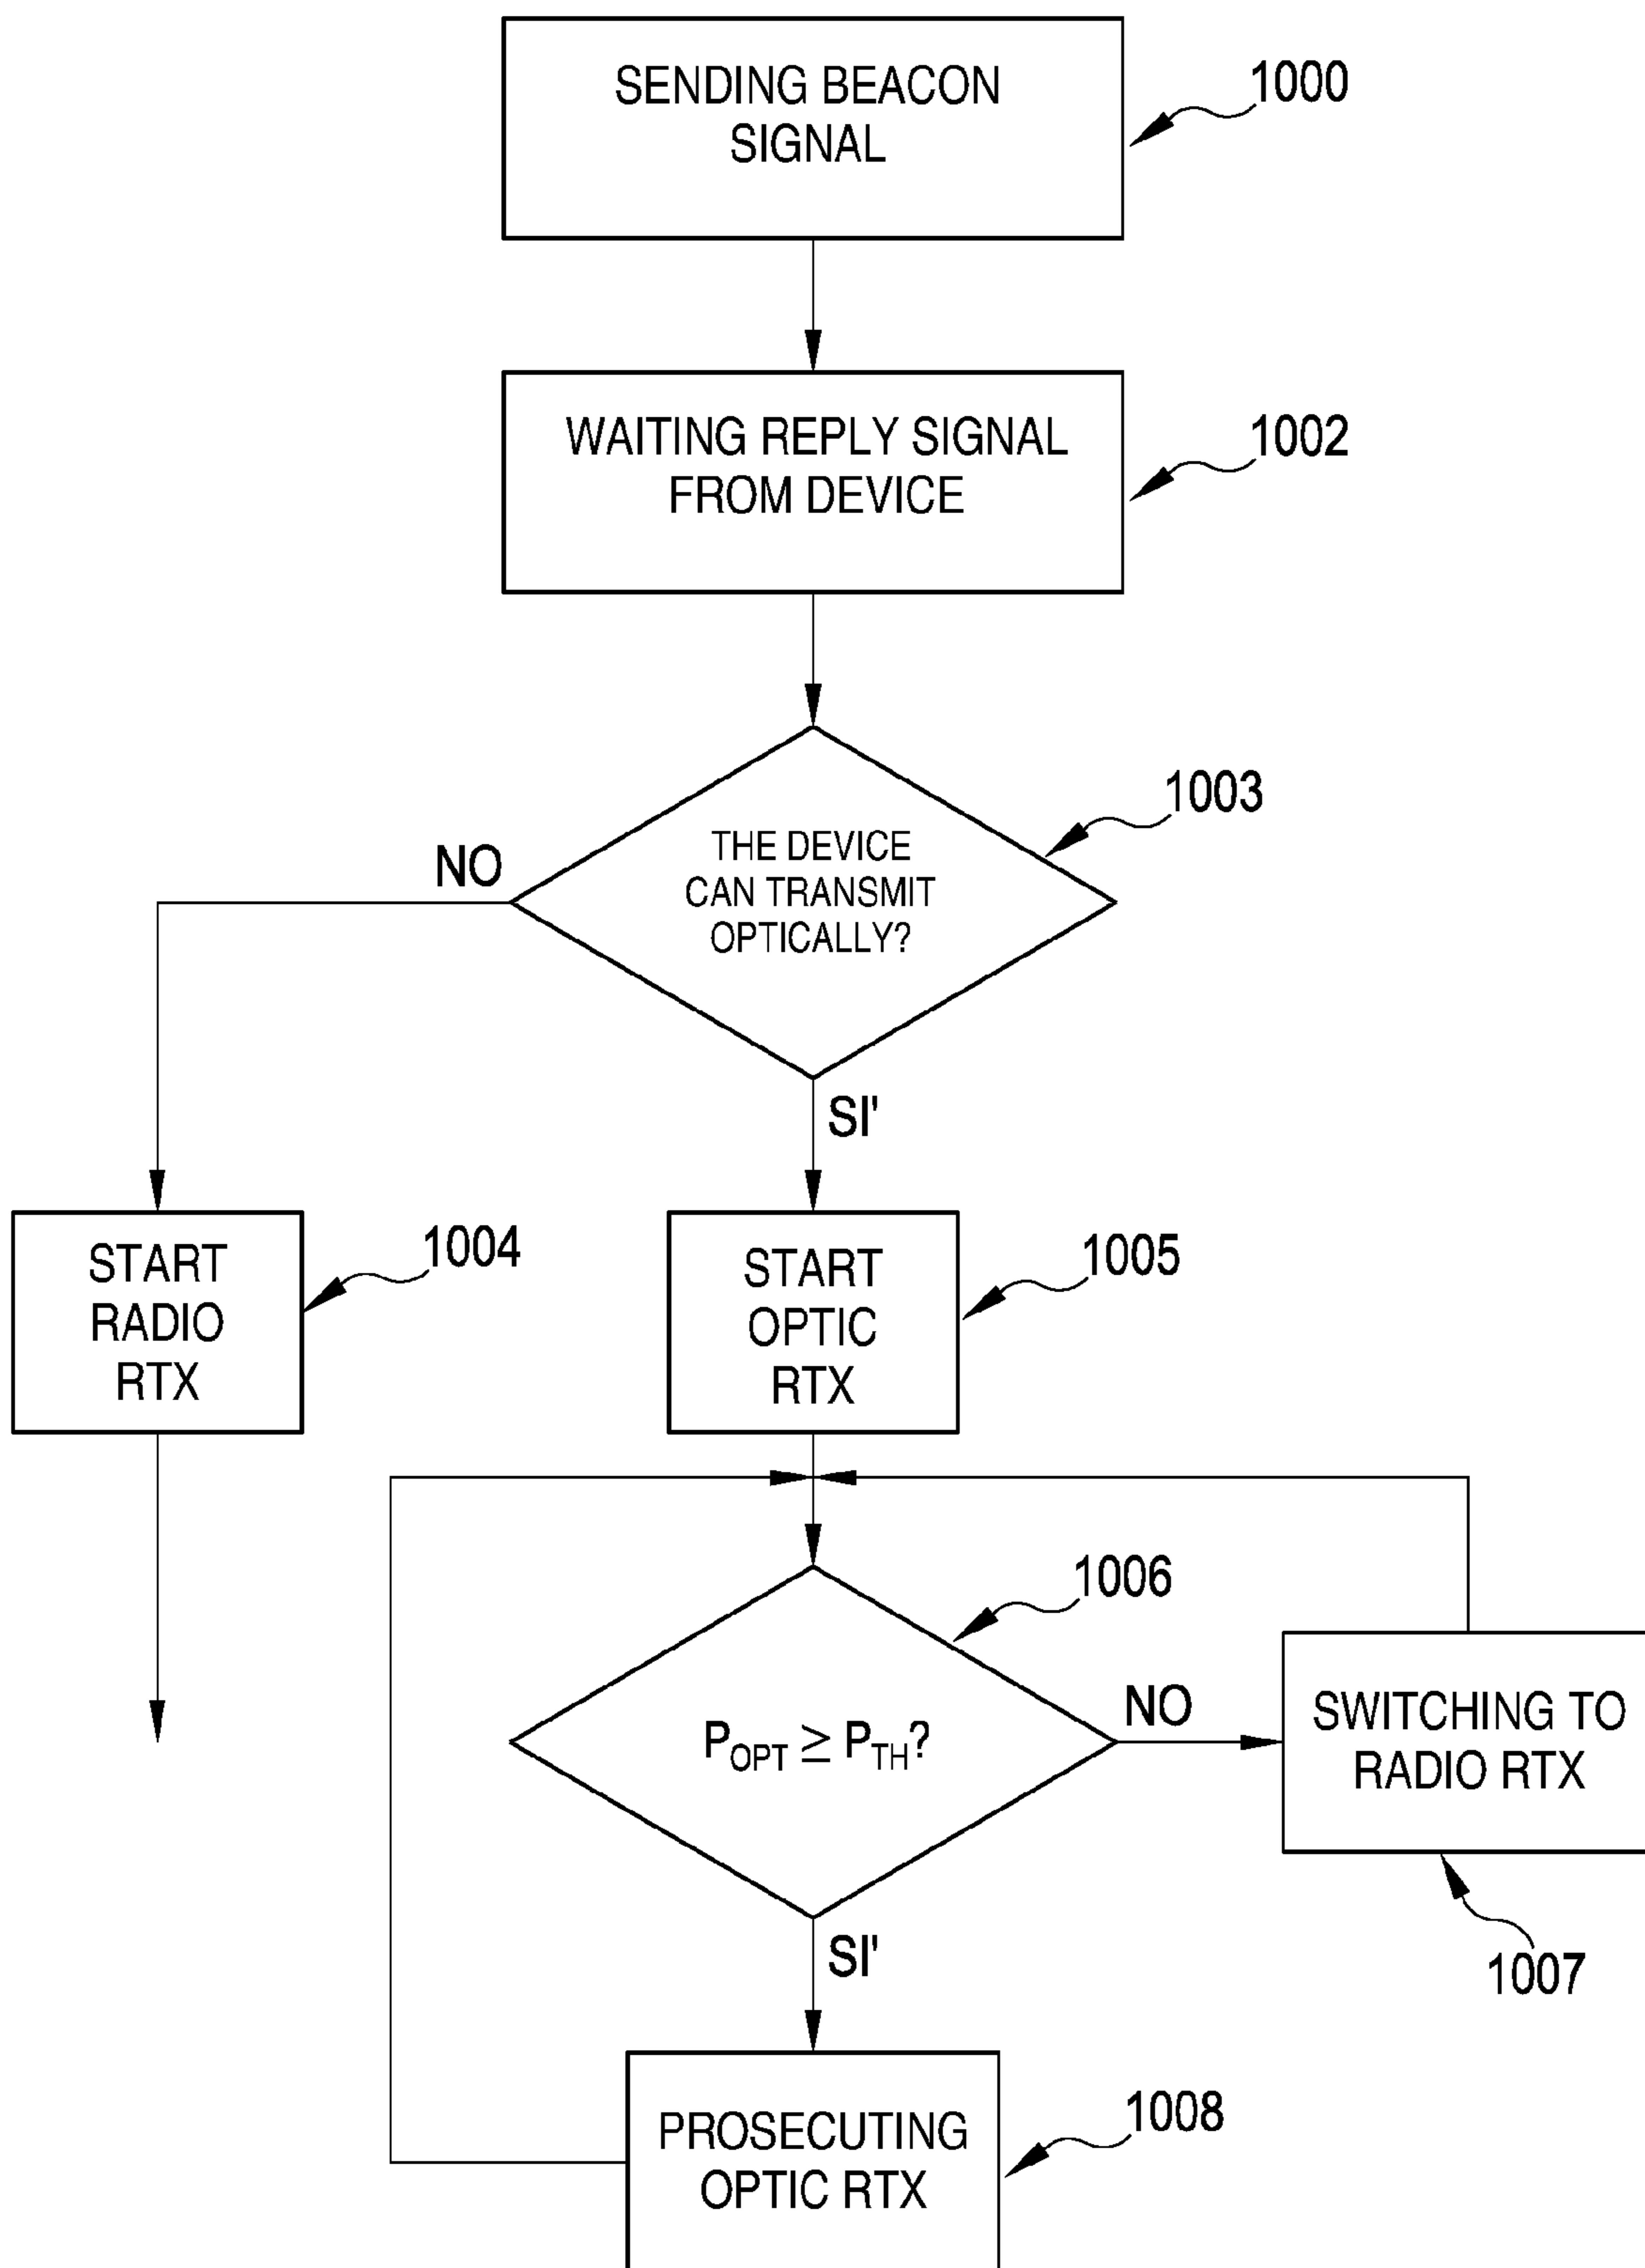 SENDING BEACON
SIGNAL
1000
WAITING REPLY SIGNAL
FROM DEVICE
1002
THE DEVICE
CAN TRANSMIT
OPTICALLY?
1003
NO
SI'
START
RADIO
RTX
1004
START
OPTIC
RTX
1005
1006
P_OPT ≥ P_TH?
NO
SWITCHING TO
RADIO RTX
1007
SI'
PROSECUTING
OPTIC RTX
1008